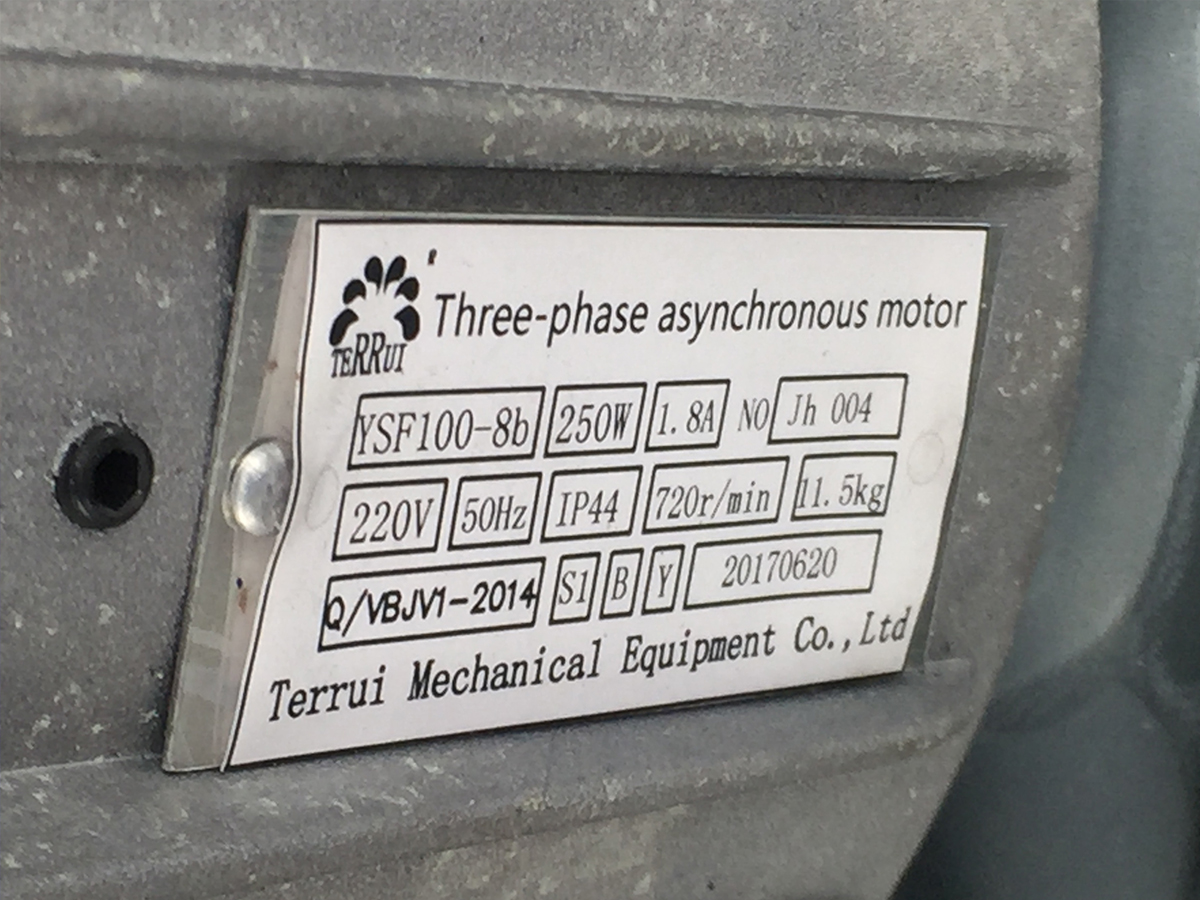 TERRUI
Three-phase asynchronous motor
YSF100-8b 250W 1.8A NO Jh 004
220V 50Hz IP44 720r/min 11.5kg
Q/VBJV1-2014 S1 B Y 20170620
Terrui Mechanical Equipment Co.,Ltd